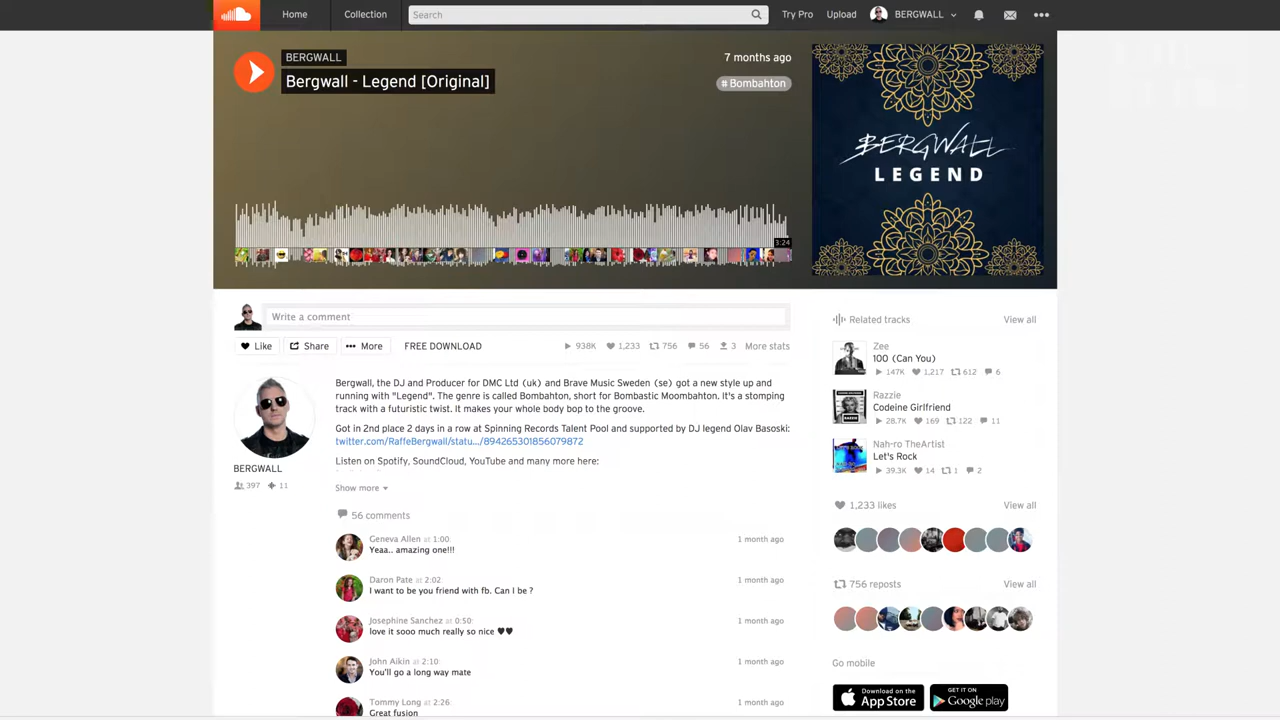 Home
Collection
Search
Try Pro
Upload
BERGWALL
BERGWALL
Bergwall - Legend [Original]
7 months ago
# Bombahton
3:24
BERGWALL
LEGEND
Write a comment
Like
Share
More
FREE DOWNLOAD
938K
1,233
756
56
3
More stats
BERGWALL
397
11
Bergwall, the DJ and Producer for DMC Ltd (uk) and Brave Music Sweden (se) got a new style up and
running with "Legend". The genre is called Bombahton, short for Bombastic Moombahton. It's a stomping
track with a futuristic twist. It makes your whole body bop to the groove.
Got in 2nd place 2 days in a row at Spinning Records Talent Pool and supported by DJ legend Olav Basoski:
twitter.com/RaffeBergwall/statu.../894265301856079872
Listen on Spotify, SoundCloud, YouTube and many more here:
Show more
56 comments
Geneva Allen at 1:00:
1 month ago
Yeaa.. amazing one!!!
Daron Pate at 2:02:
1 month ago
I want to be you friend with fb. Can I be ?
Josephine Sanchez at 0:50:
1 month ago
love it sooo much really so nice ♥♥
John Aikin at 2:10:
1 month ago
You'll go a long way mate
Tommy Long at 2:26:
1 month ago
Great fusion
Related tracks
View all
Zee
100 (Can You)
147K
1,217
612
6
Razzie
Codeine Girlfriend
28.7K
169
122
11
Nah-ro TheArtist
Let's Rock
39.3K
14
1
2
1,233 likes
View all
756 reposts
View all
Go mobile
Download on the
App Store
GET IT ON
Google play